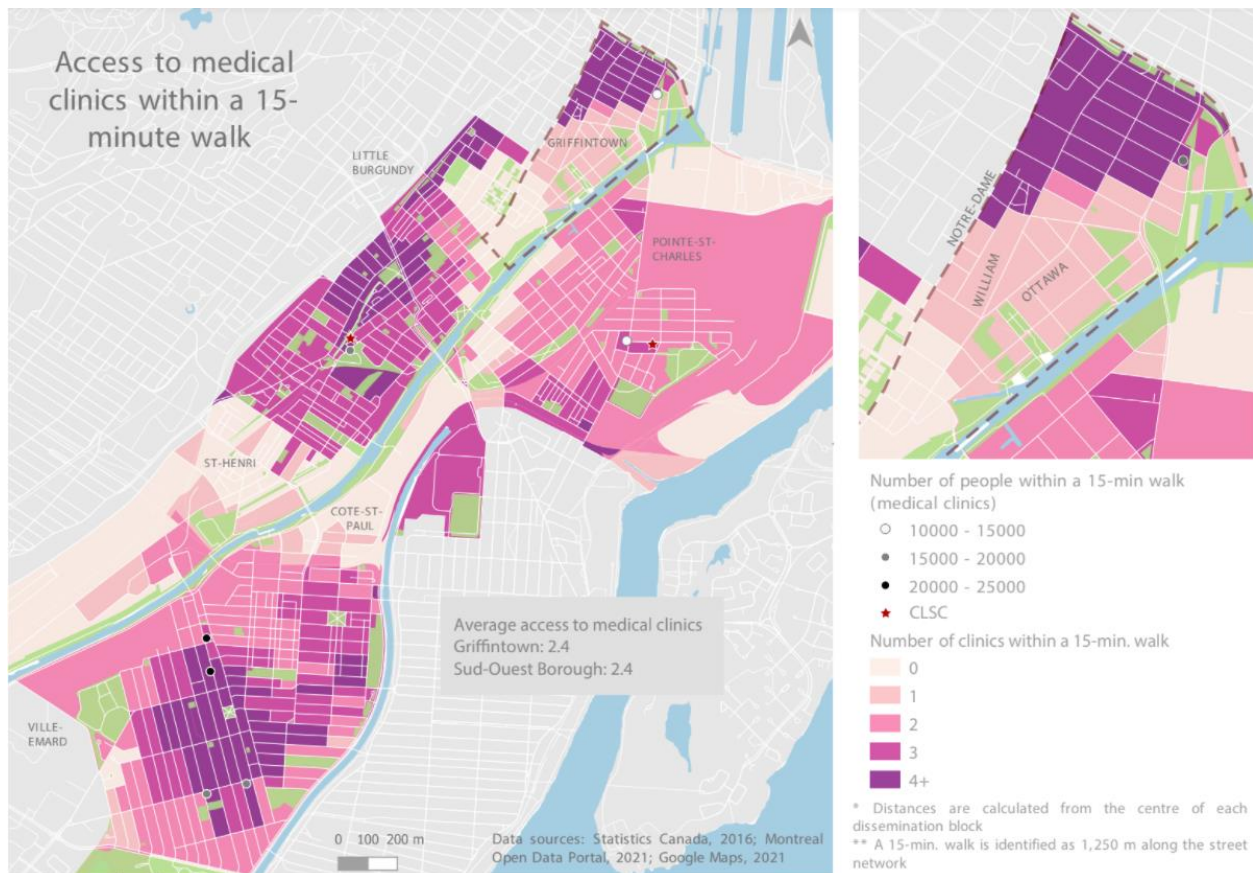 Access to medical
clinics within a 15-
minute walk
LITTLE
BURGUNDY
GRIFFINTOWN
POINTE-ST-
CHARLES
ST-HENRI
COTE-ST-
PAUL
VILLE-
EMARD
Average access to medical clinics
Griffintown: 2.4
Sud-Ouest Borough: 2.4
0 100 200 m
Data sources: Statistics Canada, 2016; Montreal
Open Data Portal, 2021; Google Maps, 2021
NOTRE-DAME
WILLIAM
OTTAWA
Number of people within a 15-min walk
(medical clinics)
10000 - 15000
15000 - 20000
20000 - 25000
CLSC
Number of clinics within a 15-min. walk
0
1
2
3
4+
* Distances are calculated from the centre of each
dissemination block
** A 15-min. walk is identified as 1,250 m along the street
network